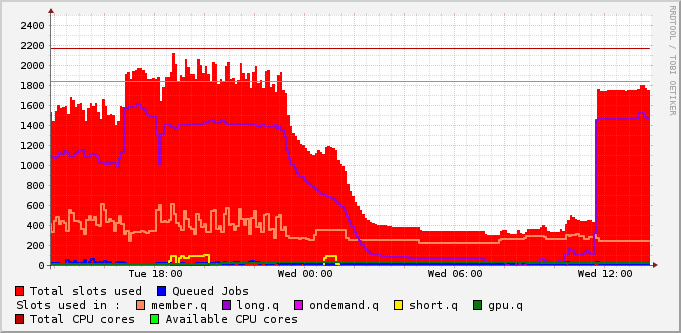 RRDTOOL / TOBI OETIKER
2400
2200
2000
1800
1600
1400
1200
1000
800
600
400
200
0
Tue 18:00 Wed 00:00 Wed 06:00 Wed 12:00
Total slots used Queued Jobs
Slots used in : member.q long.q ondemand.q short.q gpu.q
Total CPU cores Available CPU cores